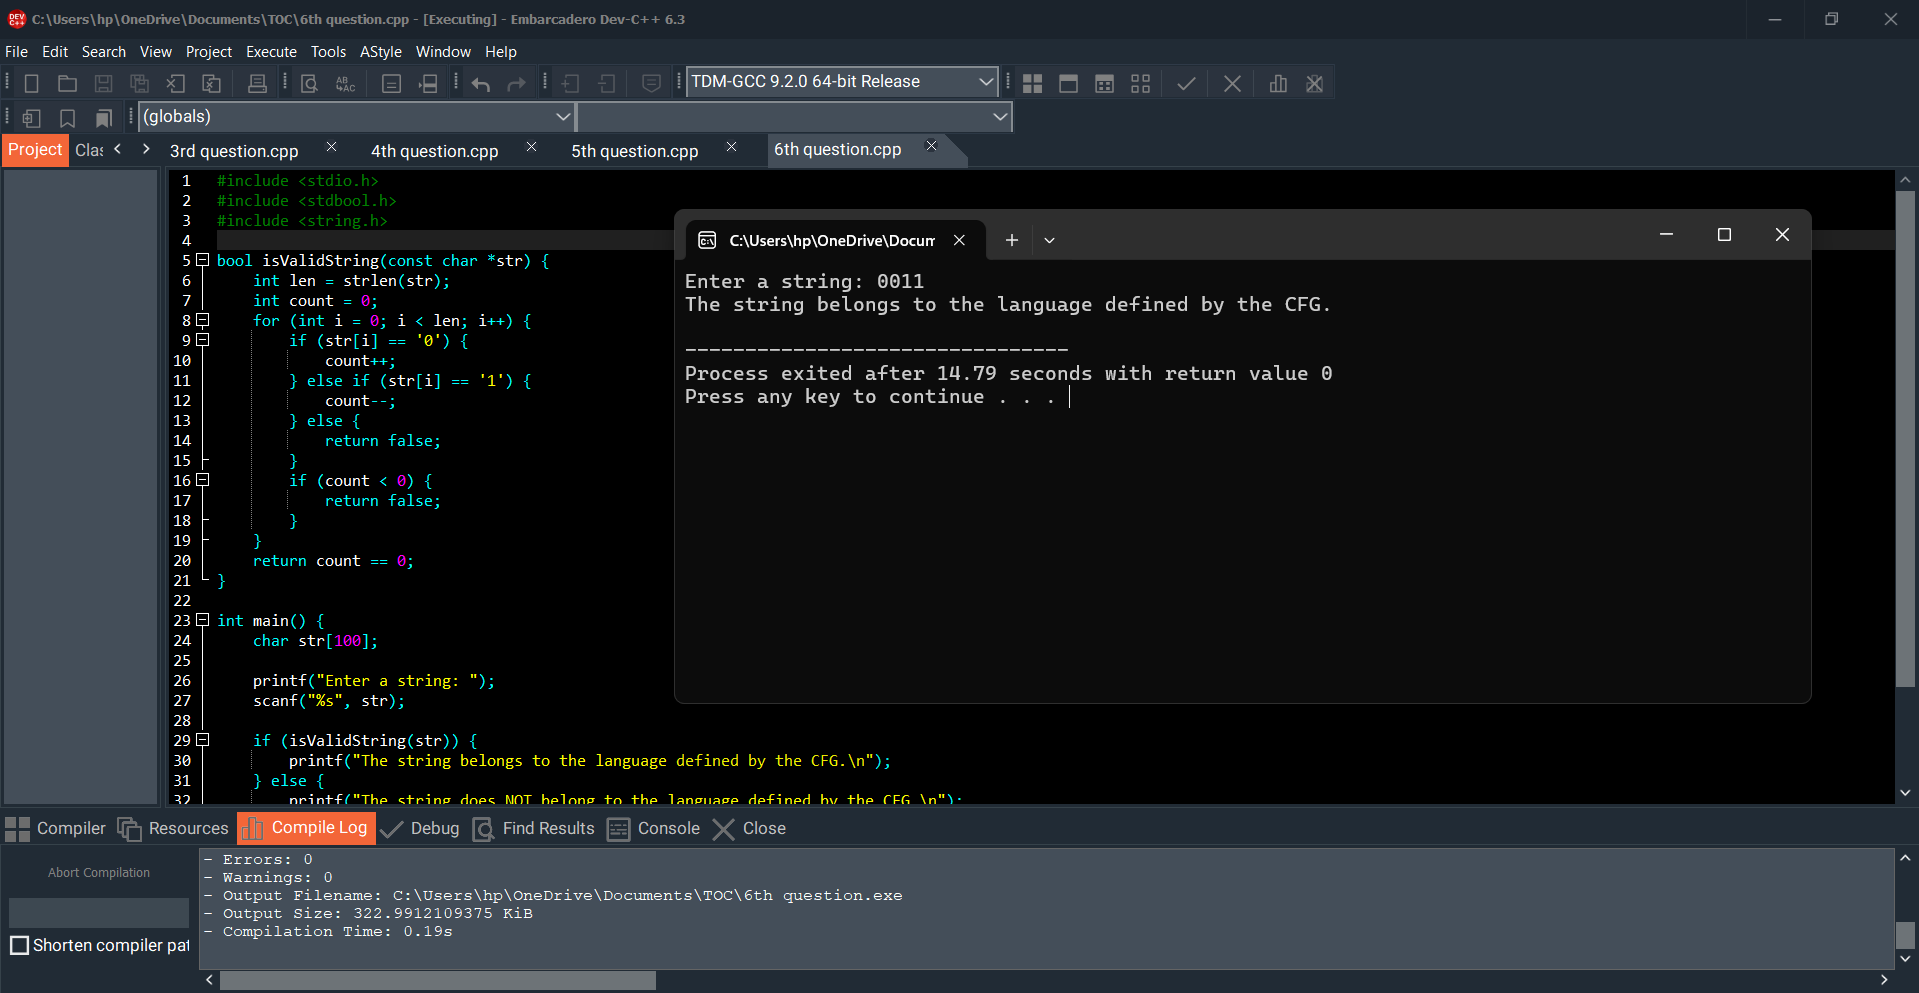 C:\Users\hp\OneDrive\Documents\TOC\6th question.cpp - [Executing] - Embarcadero Dev-C++ 6.3
File Edit Search View Project Execute Tools AStyle Window Help
TDM-GCC 9.2.0 64-bit Release
(globals)
Project Clas 3rd question.cpp 4th question.cpp 5th question.cpp 6th question.cpp
1 #include <stdio.h>
2 #include <stdbool.h>
3 #include <string.h>
4
5 bool isValidString(const char *str) {
6 int len = strlen(str);
7 int count = 0;
8 for (int i = 0; i < len; i++) {
9 if (str[i] == '0') {
10 count++;
11 } else if (str[i] == '1') {
12 count--;
13 } else {
14 return false;
15 }
16 if (count < 0) {
17 return false;
18 }
19 }
20 return count == 0;
21 }
22
23 int main() {
24 char str[100];
25
26 printf("Enter a string: ");
27 scanf("%s", str);
28
29 if (isValidString(str)) {
30 printf("The string belongs to the language defined by the CFG.\n");
31 } else {
32 printf("The string does NOT belong to the language defined by the CFG.\n");
C:\Users\hp\OneDrive\Docum
Enter a string: 0011
The string belongs to the language defined by the CFG.
--------------------------------
Process exited after 14.79 seconds with return value 0
Press any key to continue . . .
Compiler Resources Compile Log Debug Find Results Console Close
Abort Compilation
Shorten compiler pat
- Errors: 0
- Warnings: 0
- Output Filename: C:\Users\hp\OneDrive\Documents\TOC\6th question.exe
- Output Size: 322.9912109375 KiB
- Compilation Time: 0.19s